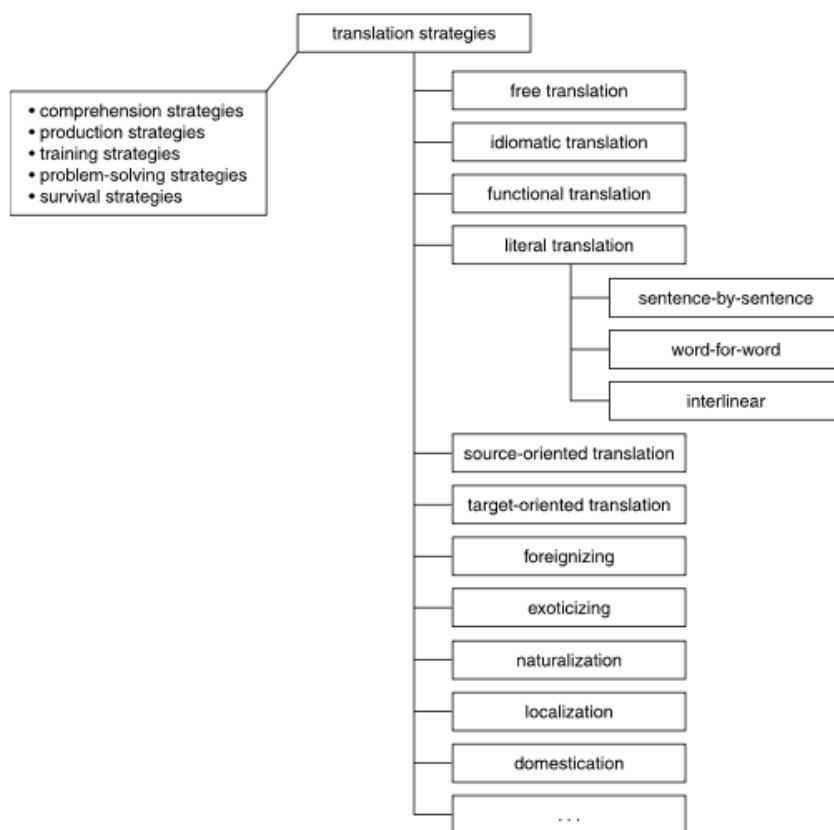 translation strategies
• comprehension strategies
• production strategies
• training strategies
• problem-solving strategies
• survival strategies
free translation
idiomatic translation
functional translation
literal translation
sentence-by-sentence
word-for-word
interlinear
source-oriented translation
target-oriented translation
foreignizing
exoticizing
naturalization
localization
domestication
. . .